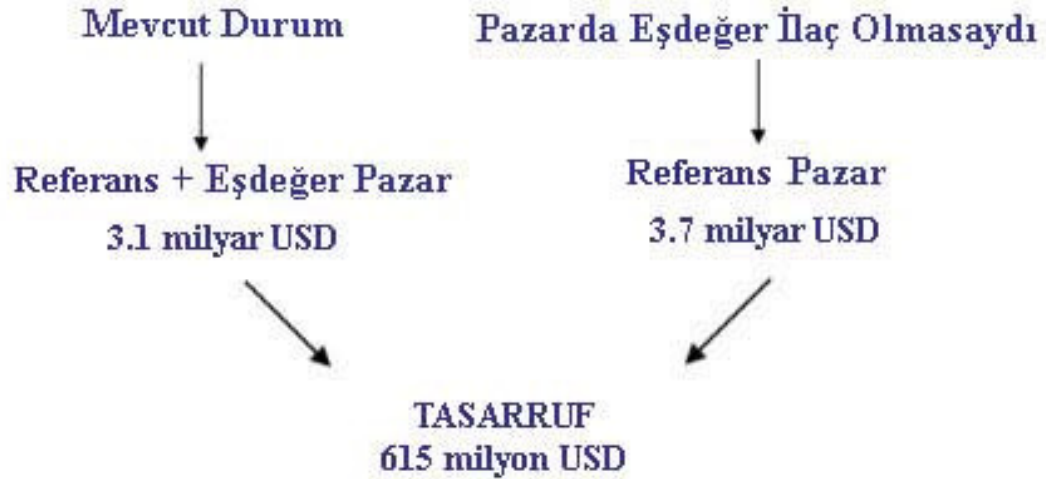 Mevcut Durum
Pazarda Eşdeğer İlaç Olmasaydı
Referans + Eşdeğer Pazar
3.1 milyar USD
Referans Pazar
3.7 milyar USD
TASARRUF
615 milyon USD